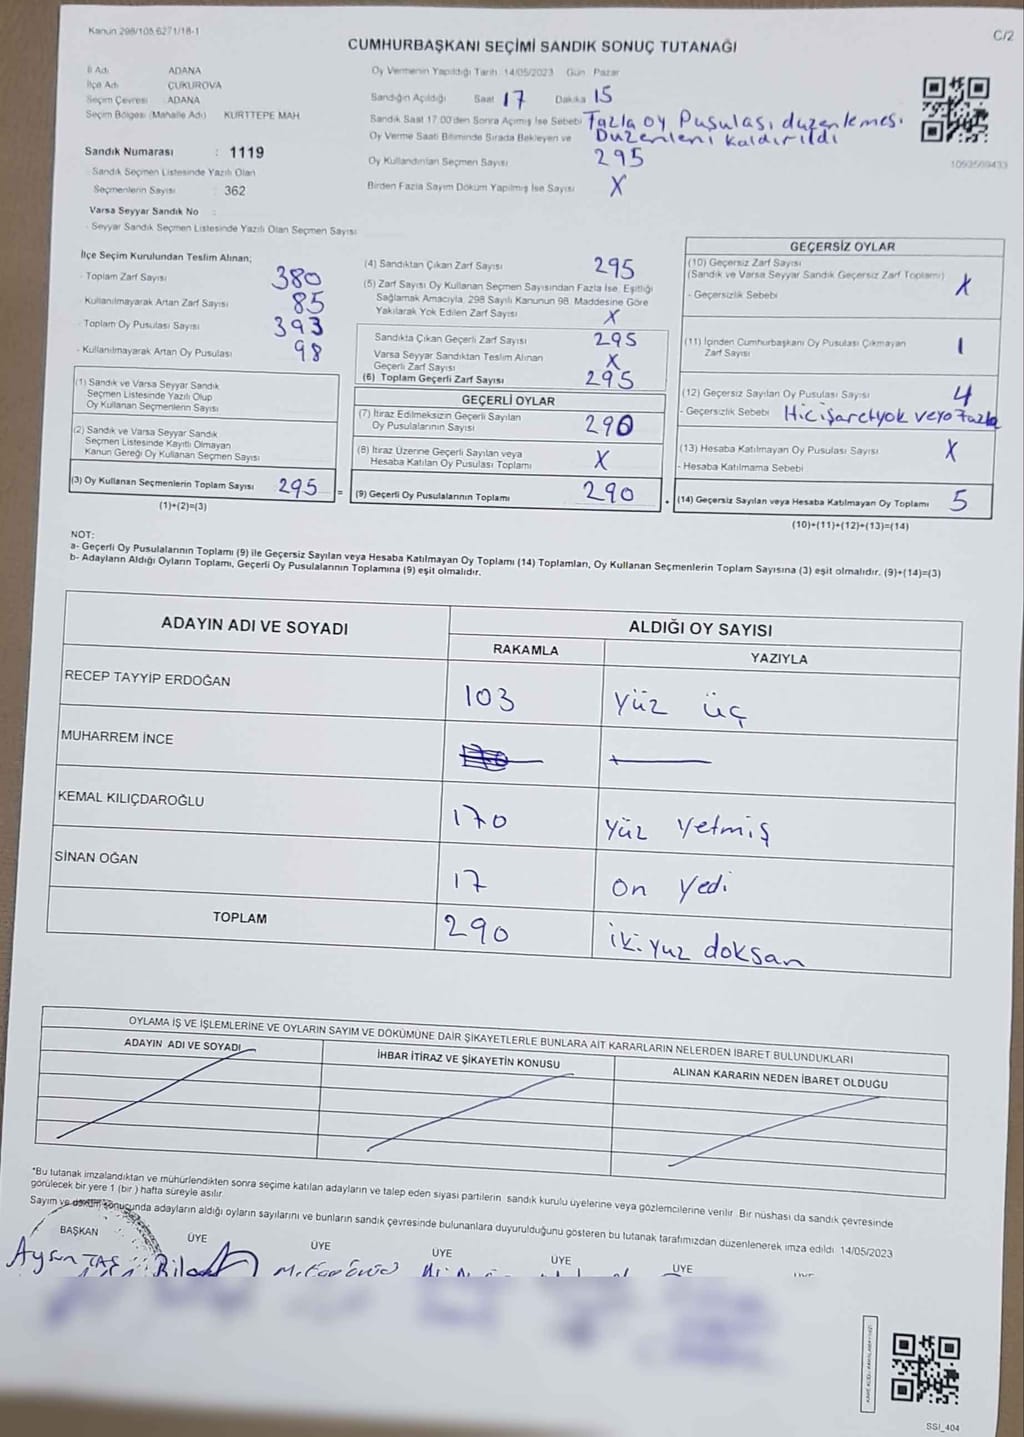 Kanun 298/105 6271/18-1
C/2
CUMHURBAŞKANI SEÇİMİ SANDIK SONUÇ TUTANAĞI
İl Adı ADANA
İlçe Adı ÇUKUROVA
Seçim Çevresi ADANA
Seçim Bölgesi (Mahalle Adı) KURTTEPE MAH
Sandık Numarası : 1119
Sandık Seçmen Listesinde Yazılı Olan
Seçmenlerin Sayısı : 362
Varsa Seyyar Sandık No :
- Seyyar Sandık Seçmen Listesinde Yazılı Olan Seçmen Sayısı
Oy Vermenin Yapıldığı Tarih 14/05/2023 Gün Pazar
Sandığın Açıldığı Saat 17 Dakika 15
Sandık Saat 17:00'den Sonra Açımış İse Sebebi Fazla oy Pusulası düzenlemesi
Düzenleni kaldırıldı
Oy Verme Saati Bitiminde Sırada Bekleyen ve
Oy Kullandırılan Seçmen Sayısı 295
Birden Fazla Sayım Döküm Yapılmış İse Sayısı X
1093569433
İlçe Seçim Kurulundan Teslim Alınan;
- Toplam Zarf Sayısı 380
- Kullanılmayarak Artan Zarf Sayısı 85
- Toplam Oy Pusulası Sayısı 393
- Kullanılmayarak Artan Oy Pusulası 98
(1) Sandık ve Varsa Seyyar Sandık
Seçmen Listesinde Yazılı Olup
Oy Kullanan Seçmenlerin Sayısı
(2) Sandık ve Varsa Seyyar Sandık
Seçmen Listesinde Kayıtlı Olmayan
Kanun Gereği Oy Kullanan Seçmen Sayısı
(3) Oy Kullanan Seçmenlerin Toplam Sayısı 295 =
(1)+(2)=(3)
(4) Sandıktan Çıkan Zarf Sayısı 295
(5) Zarf Sayısı Oy Kullanan Seçmen Sayısından Fazla İse, Eşitliği
Sağlamak Amacıyla, 298 Sayılı Kanunun 98. Maddesine Göre
Yakılarak Yok Edilen Zarf Sayısı X
Sandıkta Çıkan Geçerli Zarf Sayısı 295
Varsa Seyyar Sandıktan Teslim Alınan
Geçerli Zarf Sayısı X
(6) Toplam Geçerli Zarf Sayısı 295
GEÇERLİ OYLAR
(7) İtiraz Edilmeksizin Geçerli Sayılan
Oy Pusulalarının Sayısı 290
(8) İtiraz Üzerine Geçerli Sayılan veya
Hesaba Katılan Oy Pusulası Toplamı X
(9) Geçerli Oy Pusulalarının Toplamı 290
GEÇERSİZ OYLAR
(10) Geçersiz Zarf Sayısı
(Sandık ve Varsa Seyyar Sandık Geçersiz Zarf Toplamı) X
- Geçersizlik Sebebi
(11) İçinden Cumhurbaşkanı Oy Pusulası Çıkmayan
Zarf Sayısı 1
(12) Geçersiz Sayılan Oy Pusulası Sayısı 4
- Geçersizlik Sebebi Hiç işaret yok veya fazla
(13) Hesaba Katılmayan Oy Pusulası Sayısı X
- Hesaba Katılmama Sebebi
(14) Geçersiz Sayılan veya Hesaba Katılmayan Oy Toplamı 5
(10)+(11)+(12)+(13)=(14)
NOT:
a- Geçerli Oy Pusulalarının Toplamı (9) ile Geçersiz Sayılan veya Hesaba Katılmayan Oy Toplamı (14) Toplamları, Oy Kullanan Seçmenlerin Toplam Sayısına (3) eşit olmalıdır. (9)+(14)=(3)
b- Adayların Aldığı Oyların Toplamı, Geçerli Oy Pusulalarının Toplamına (9) eşit olmalıdır.
ADAYIN ADI VE SOYADI ALDIĞI OY SAYISI
RAKAMLA YAZIYLA
RECEP TAYYİP ERDOĞAN 103 Yüz üç
MUHARREM İNCE
KEMAL KILIÇDAROĞLU 170 Yüz yetmiş
SİNAN OĞAN 17 on yedi
TOPLAM 290 iki yuz doksan
OYLAMA İŞ VE İŞLEMLERİNE VE OYLARIN SAYIM VE DÖKÜMÜNE DAİR ŞİKAYETLERLE BUNLARA AİT KARARLARIN NELERDEN İBARET BULUNDUKLARI
ADAYIN ADI VE SOYADI İHBAR İTİRAZ VE ŞİKAYETİN KONUSU ALINAN KARARIN NEDEN İBARET OLDUĞU
*Bu tutanak imzalandıktan ve mühürlendikten sonra seçime katılan adayların ve talep eden siyasi partilerin sandık kurulu üyelerine veya gözlemcilerine verilir. Bir nüshası da sandık çevresinde
görülecek bir yere 1 (bir) hafta süreyle asılır.
Sayım ve döküm sonucunda adayların aldığı oyların sayılarını ve bunların sandık çevresinde bulunanlara duyurulduğunu gösteren bu tutanak tarafımızdan düzenlenerek imza edildi. 14/05/2023
BAŞKAN ÜYE ÜYE ÜYE ÜYE ÜYE
SSI_404